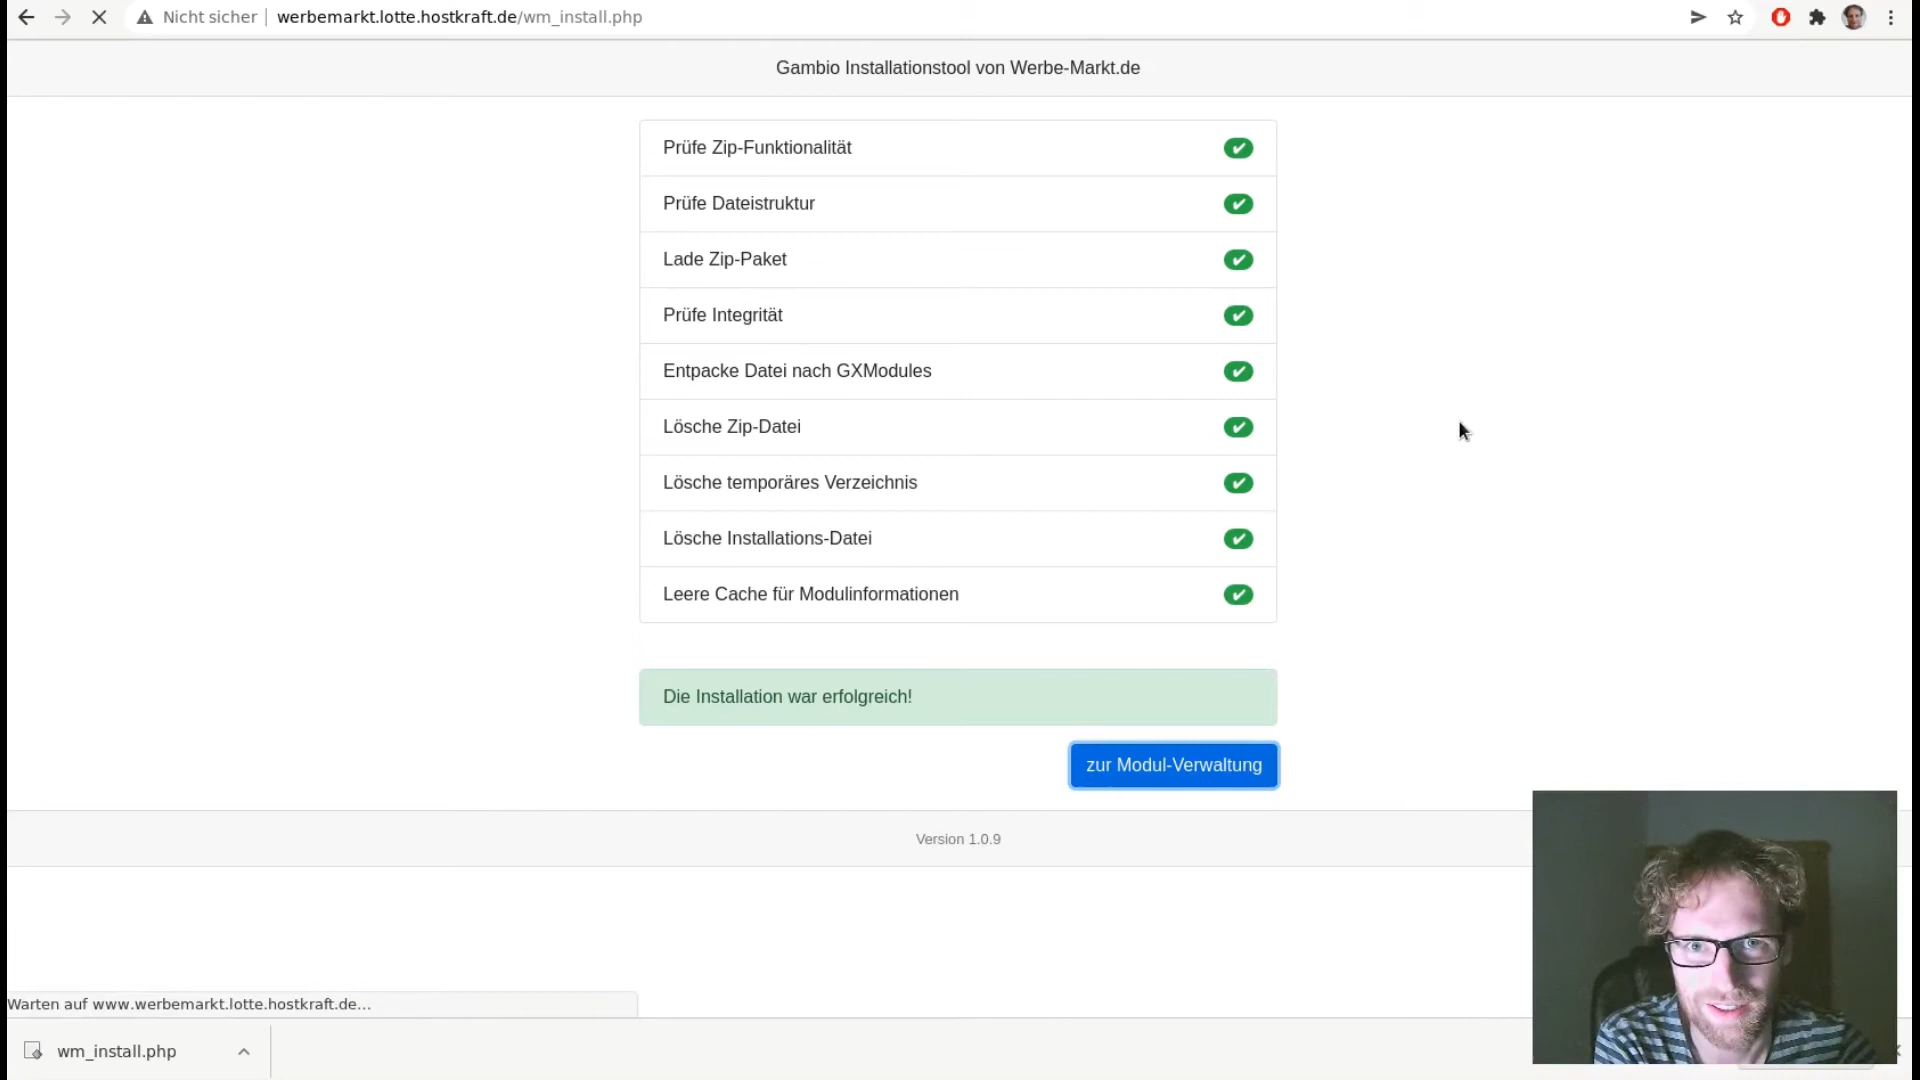 Nicht sicher werbemarkt.lotte.hostkraft.de/wm_install.php
Gambio Installationstool von Werbe-Markt.de
Prüfe Zip-Funktionalität
Prüfe Dateistruktur
Lade Zip-Paket
Prüfe Integrität
Entpacke Datei nach GXModules
Lösche Zip-Datei
Lösche temporäres Verzeichnis
Lösche Installations-Datei
Leere Cache für Modulinformationen
Die Installation war erfolgreich!
zur Modul-Verwaltung
Version 1.0.9
Warten auf www.werbemarkt.lotte.hostkraft.de...
wm_install.php